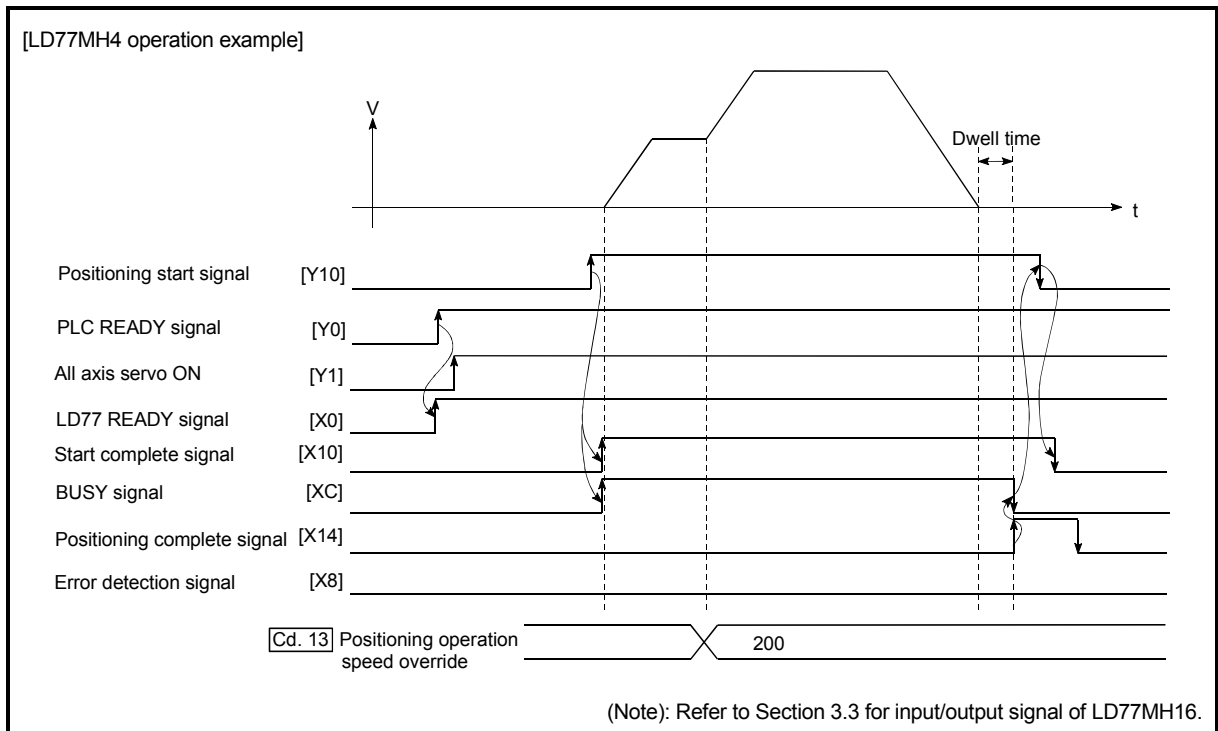 [LD77MH4 operation example]
V
Dwell time
t
Positioning start signal [Y10]
PLC READY signal [Y0]
All axis servo ON [Y1]
LD77 READY signal [X0]
Start complete signal [X10]
BUSY signal [XC]
Positioning complete signal [X14]
Error detection signal [X8]
Cd. 13 Positioning operation
speed override
200
(Note): Refer to Section 3.3 for input/output signal of LD77MH16.